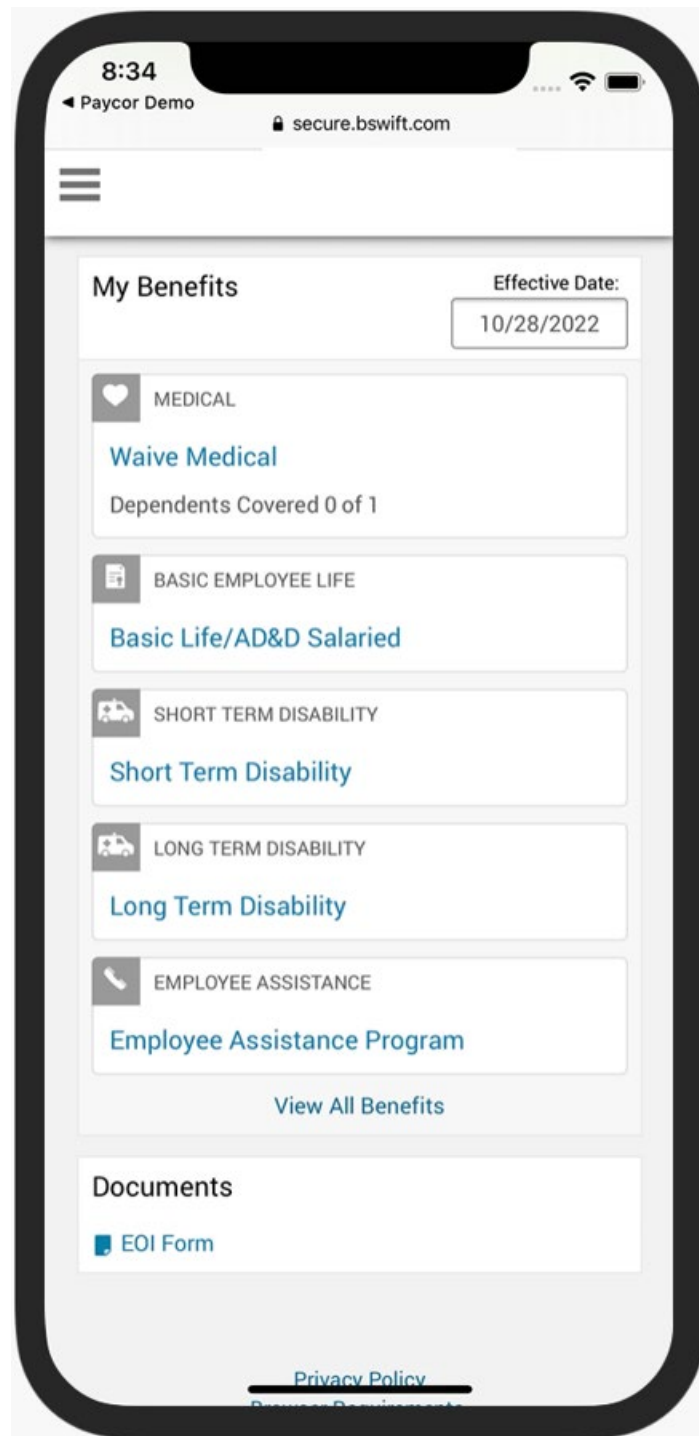 8:34
◀ Paycor Demo
secure.bswift.com
My Benefits
Effective Date:
10/28/2022
MEDICAL
Waive Medical
Dependents Covered 0 of 1
BASIC EMPLOYEE LIFE
Basic Life/AD&D Salaried
SHORT TERM DISABILITY
Short Term Disability
LONG TERM DISABILITY
Long Term Disability
EMPLOYEE ASSISTANCE
Employee Assistance Program
View All Benefits
Documents
EOI Form
Privacy Policy